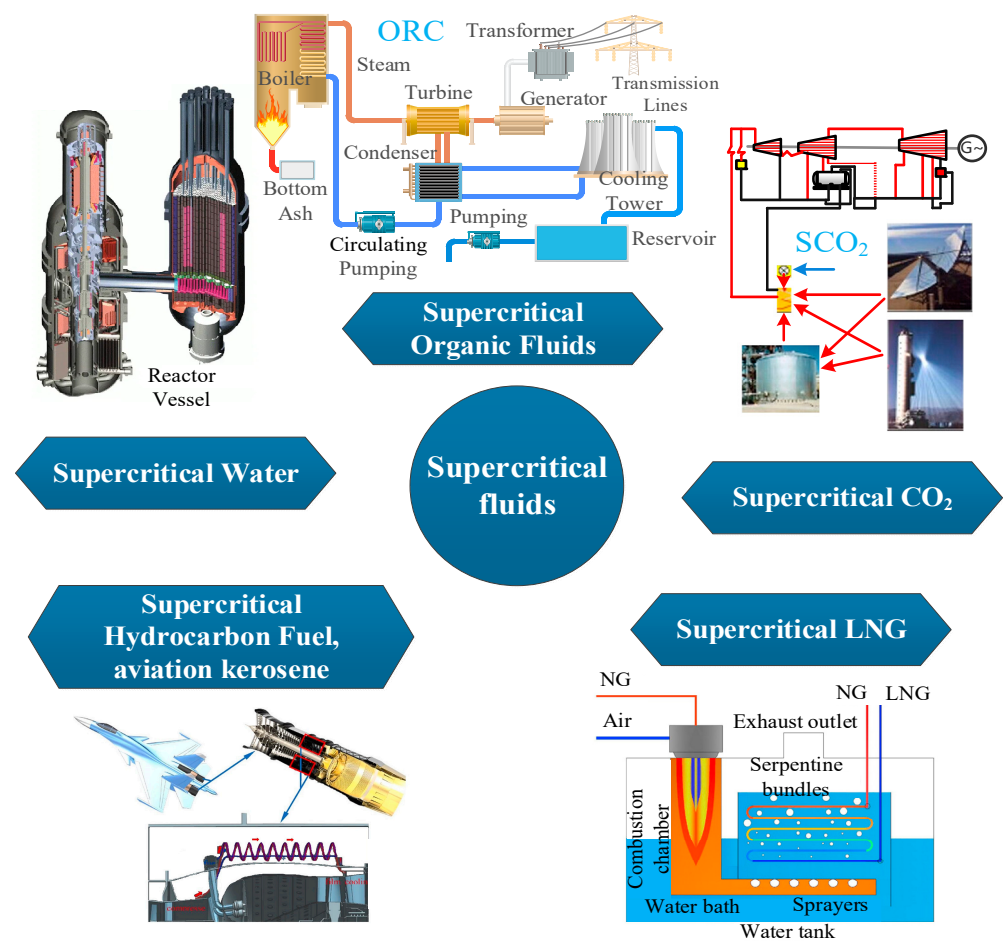 ORC
Transformer
Boiler
Steam
Transmission
Lines
Turbine
Generator
Condenser
Bottom
Ash
Cooling
Tower
Pumping
Circulating
Pumping
Reservoir
G~
SCO₂
Reactor
Vessel
Supercritical
Organic Fluids
Supercritical Water
Supercritical
fluids
Supercritical CO₂
Supercritical
Hydrocarbon Fuel,
aviation kerosene
Supercritical LNG
NG
Air
NG
LNG
Exhaust outlet
Serpentine
bundles
Combustion
chamber
Water bath
Sprayers
Water tank